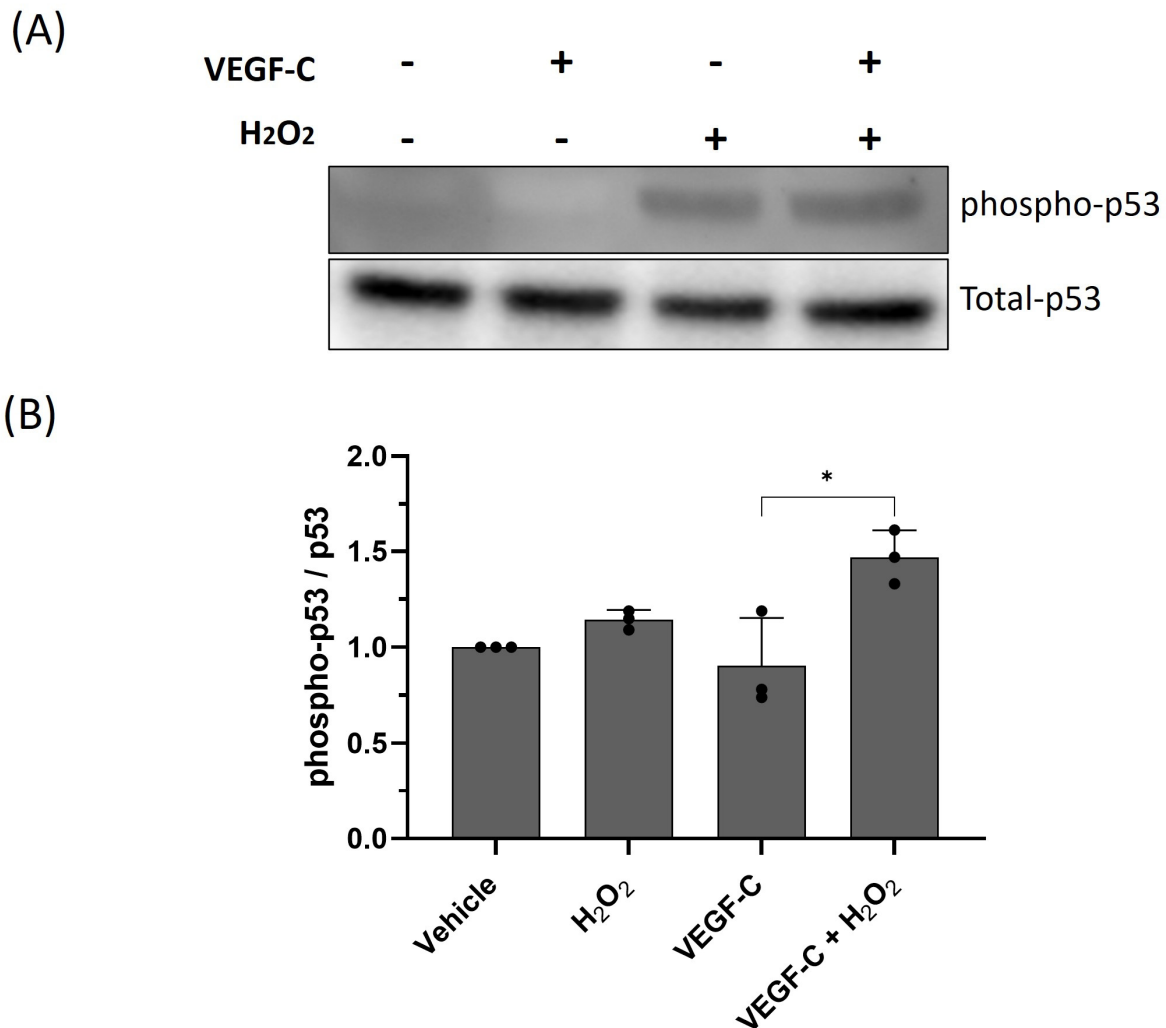 (A)
VEGF-C - + - +
H2O2 - - + +
phospho-p53
Total-p53
(B)
phospho-p53 / p53
2.0
*
1.5
1.0
0.5
0.0
Vehicle
H₂O₂
VEGF-C
VEGF-C + H₂O₂